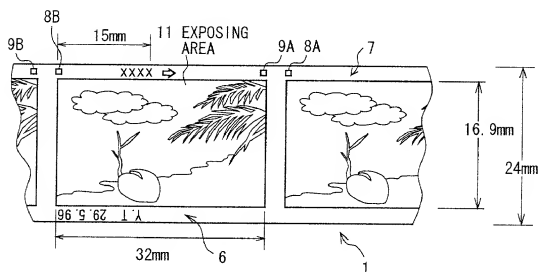 15mm
11 EXPOSING
AREA
9B
8B
XXXX
9A
8A
7
16.9mm
24mm
Y.T 29.5.96
32mm
6
1